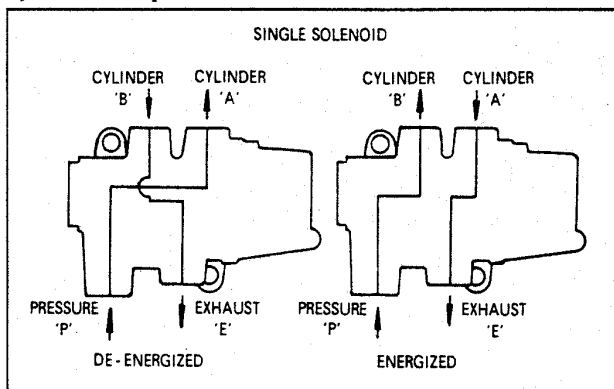 SINGLE SOLENOID
CYLINDER CYLINDER CYLINDER CYLINDER
'B' 'A' 'B' 'A'
PRESSURE EXHAUST PRESSURE EXHAUST
'P' 'E' 'P' 'E'
DE-ENERGIZED ENERGIZED